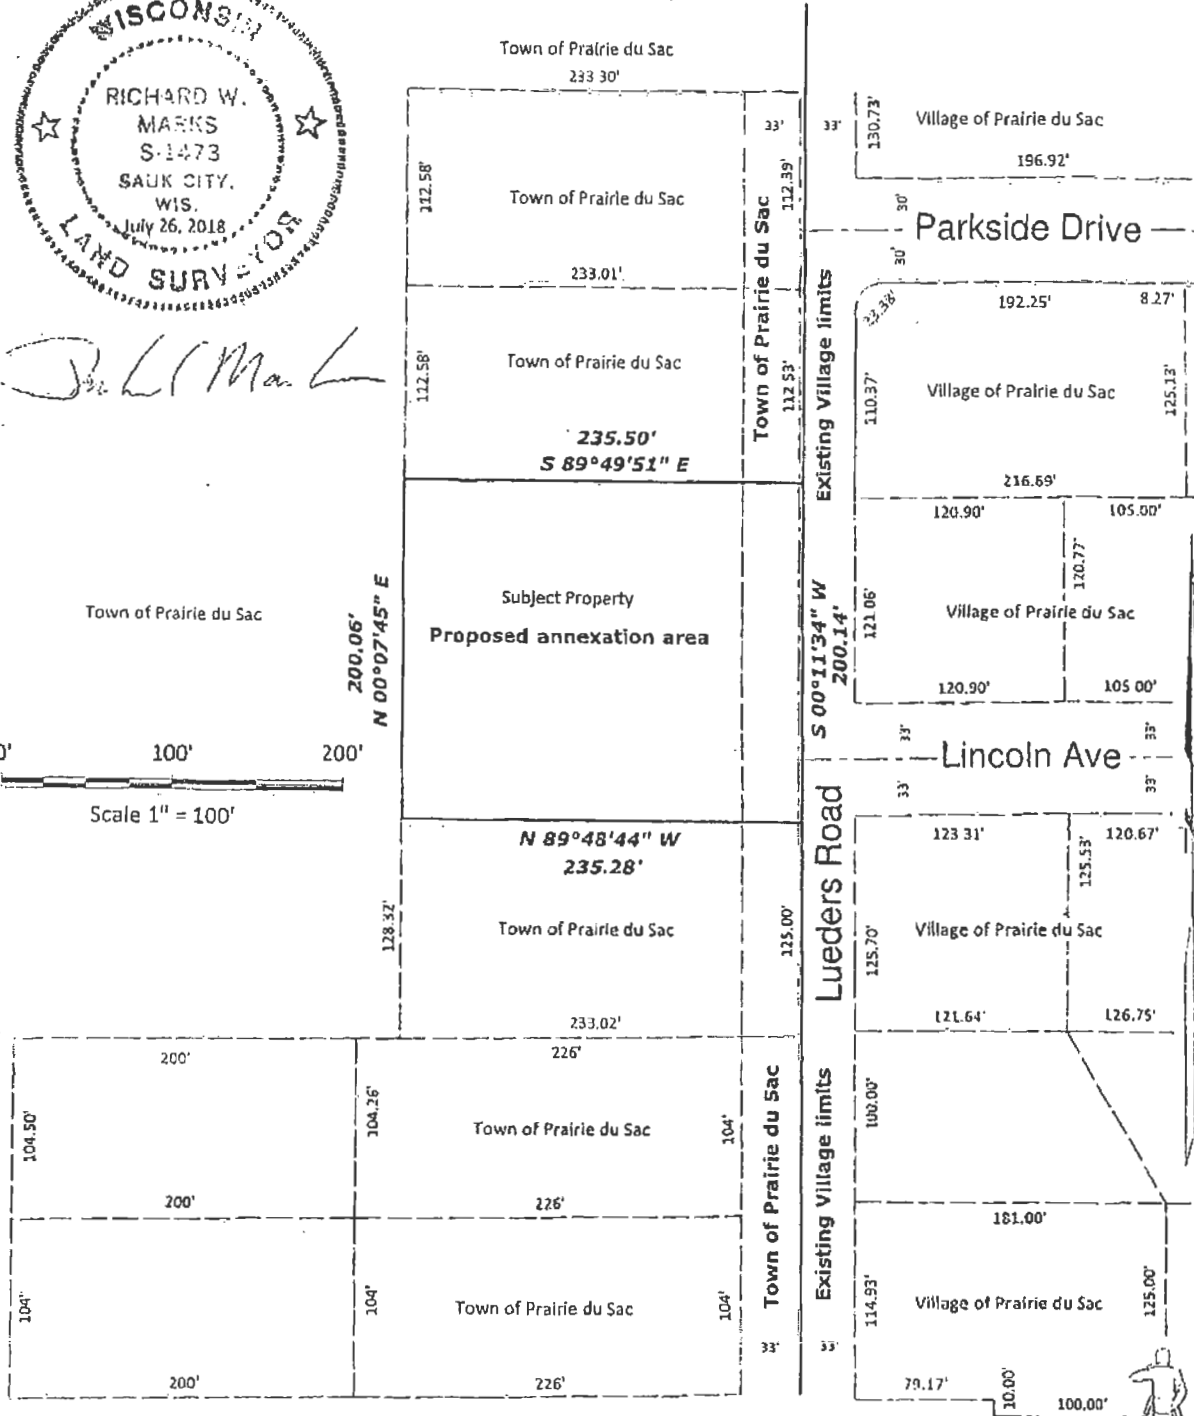 WISCONSIN
RICHARD W.
MARKS
S-1473
SAUK CITY,
WIS.
July 26, 2018
LAND SURVEYOR
Town of Prairie du Sac
233.30'
33'
33'
130.73'
Village of Prairie du Sac
196.92'
112.58'
Town of Prairie du Sac
112.39'
30'
Parkside Drive
30'
233.01'
Town of Prairie du Sac
Existing Village limits
23.38'
192.25'
8.27'
112.58'
Town of Prairie du Sac
112.53'
110.37'
Village of Prairie du Sac
125.13'
235.50'
S 89°49'51" E
216.69'
120.90'
105.00'
120.77'
Town of Prairie du Sac
200.06'
N 00°07'45" E
Subject Property
Proposed annexation area
S 00°11'34" W
200.14'
121.06'
Village of Prairie du Sac
120.90'
105.00'
33'
33'
0'
100'
200'
Scale 1" = 100'
Lincoln Ave
33'
33'
N 89°48'44" W
235.28'
Lueders Road
123.31'
125.53'
120.67'
128.32'
Town of Prairie du Sac
125.00'
125.70'
Village of Prairie du Sac
233.02'
121.64'
126.75'
200'
226'
104.50'
104.26'
Town of Prairie du Sac
104'
Town of Prairie du Sac
Existing Village limits
100.00'
200'
226'
181.00'
104'
104'
Town of Prairie du Sac
104'
114.93'
Village of Prairie du Sac
125.00'
33'
33'
200'
226'
79.17'
10.00'
100.00'